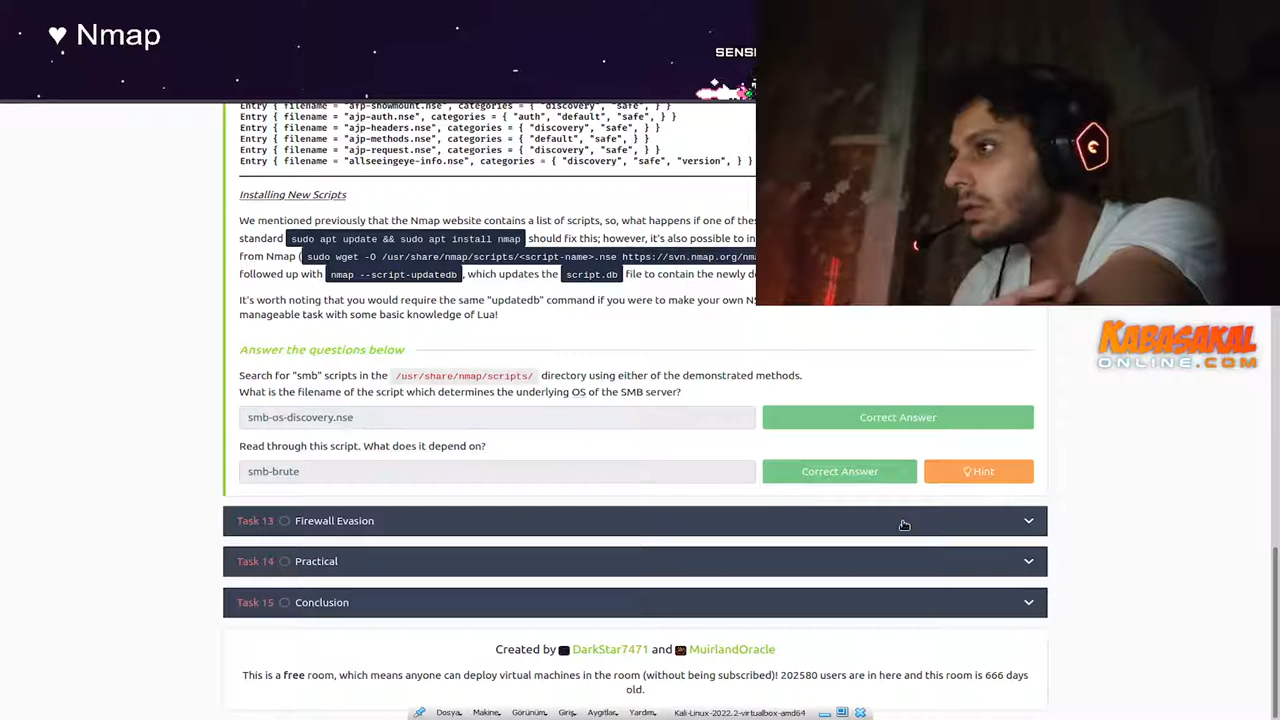 ♥ Nmap
SENS
Entry { filename = "ajp-showmount.nse", categories = { "discovery", "safe", } }
Entry { filename = "ajp-auth.nse", categories = { "auth", "default", "safe", } }
Entry { filename = "ajp-headers.nse", categories = { "discovery", "safe", } }
Entry { filename = "ajp-methods.nse", categories = { "default", "safe", } }
Entry { filename = "ajp-request.nse", categories = { "discovery", "safe", } }
Entry { filename = "allseeingeye-info.nse", categories = { "discovery", "safe", "version", } }
Installing New Scripts
We mentioned previously that the Nmap website contains a list of scripts, so, what happens if one of thes
standard sudo apt update && sudo apt install nmap should fix this; however, it's also possible to in
from Nmap ( sudo wget -O /usr/share/nmap/scripts/<script-name>.nse https://svn.nmap.org/nma
followed up with nmap --script-updatedb, which updates the script.db file to contain the newly do
It's worth noting that you would require the same "updatedb" command if you were to make your own NS
manageable task with some basic knowledge of Lua!
Answer the questions below
Search for "smb" scripts in the /usr/share/nmap/scripts/ directory using either of the demonstrated methods.
What is the filename of the script which determines the underlying OS of the SMB server?
smb-os-discovery.nse Correct Answer
Read through this script. What does it depend on?
smb-brute Correct Answer Hint
Task 13 Firewall Evasion
Task 14 Practical
Task 15 Conclusion
Created by DarkStar7471 and MuirlandOracle
This is a free room, which means anyone can deploy virtual machines in the room (without being subscribed)! 202580 users are in here and this room is 666 days
old.
Dosya Makine Görünüm Giriş Aygıtlar Yardım Kali-Linux-2022.2-virtualbox-amd64
KABASAKAL
ONLINE.COM